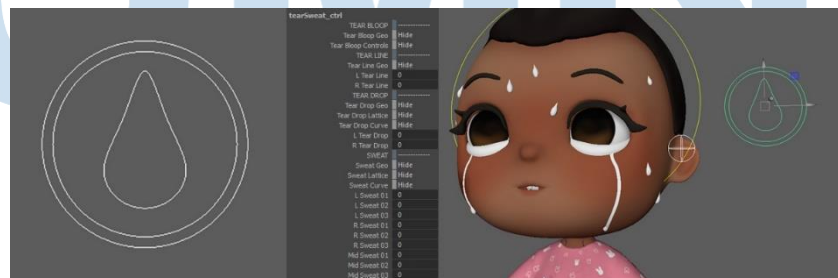 tearSweat_ctrl
TEAR BLOOP
Tear Bloop Geo Hide
Tear Bloop Controls Hide
TEAR LINE
Tear Line Geo Hide
L Tear Line 0
R Tear Line 0
TEAR DROP
Tear Drop Geo Hide
Tear Drop Lattice Hide
Tear Drop Curve Hide
L Tear Drop 0
R Tear Drop 0
SWEAT
Sweat Geo Hide
Sweat Lattice Hide
Sweat Curve Hide
L Sweat 01 0
L Sweat 02 0
L Sweat 03 0
R Sweat 01 0
R Sweat 02 0
R Sweat 03 0
Mid Sweat 01 0
Mid Sweat 02 0
Mid Sweat 03 0